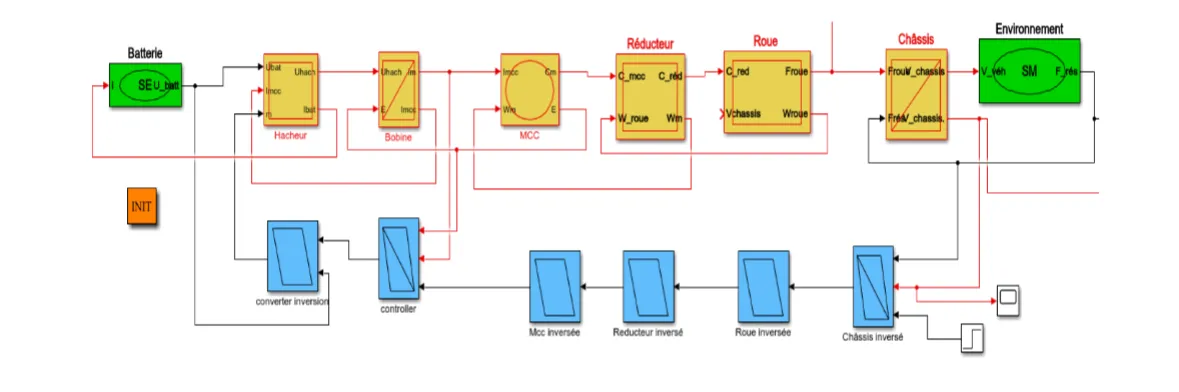 Batterie
I
SE
U_batt
Ubat
Imcc
m
Uhach
Ibat
Hacheur
Uhach
Im
E
Imcc
Bobine
Imcc
Wm
Cm
E
MCC
Réducteur
C_mcc
C_réd
W_roue
Wm
Roue
C_red
Froue
Vchassis
Wroue
Châssis
Froue
V_chassis
Frés
V_chassis.
Environnement
V_véh
SM
F_rés
INIT
converter inversion
controller
Mcc inversée
Reducteur inversé
Roue inversée
Châssis inversé